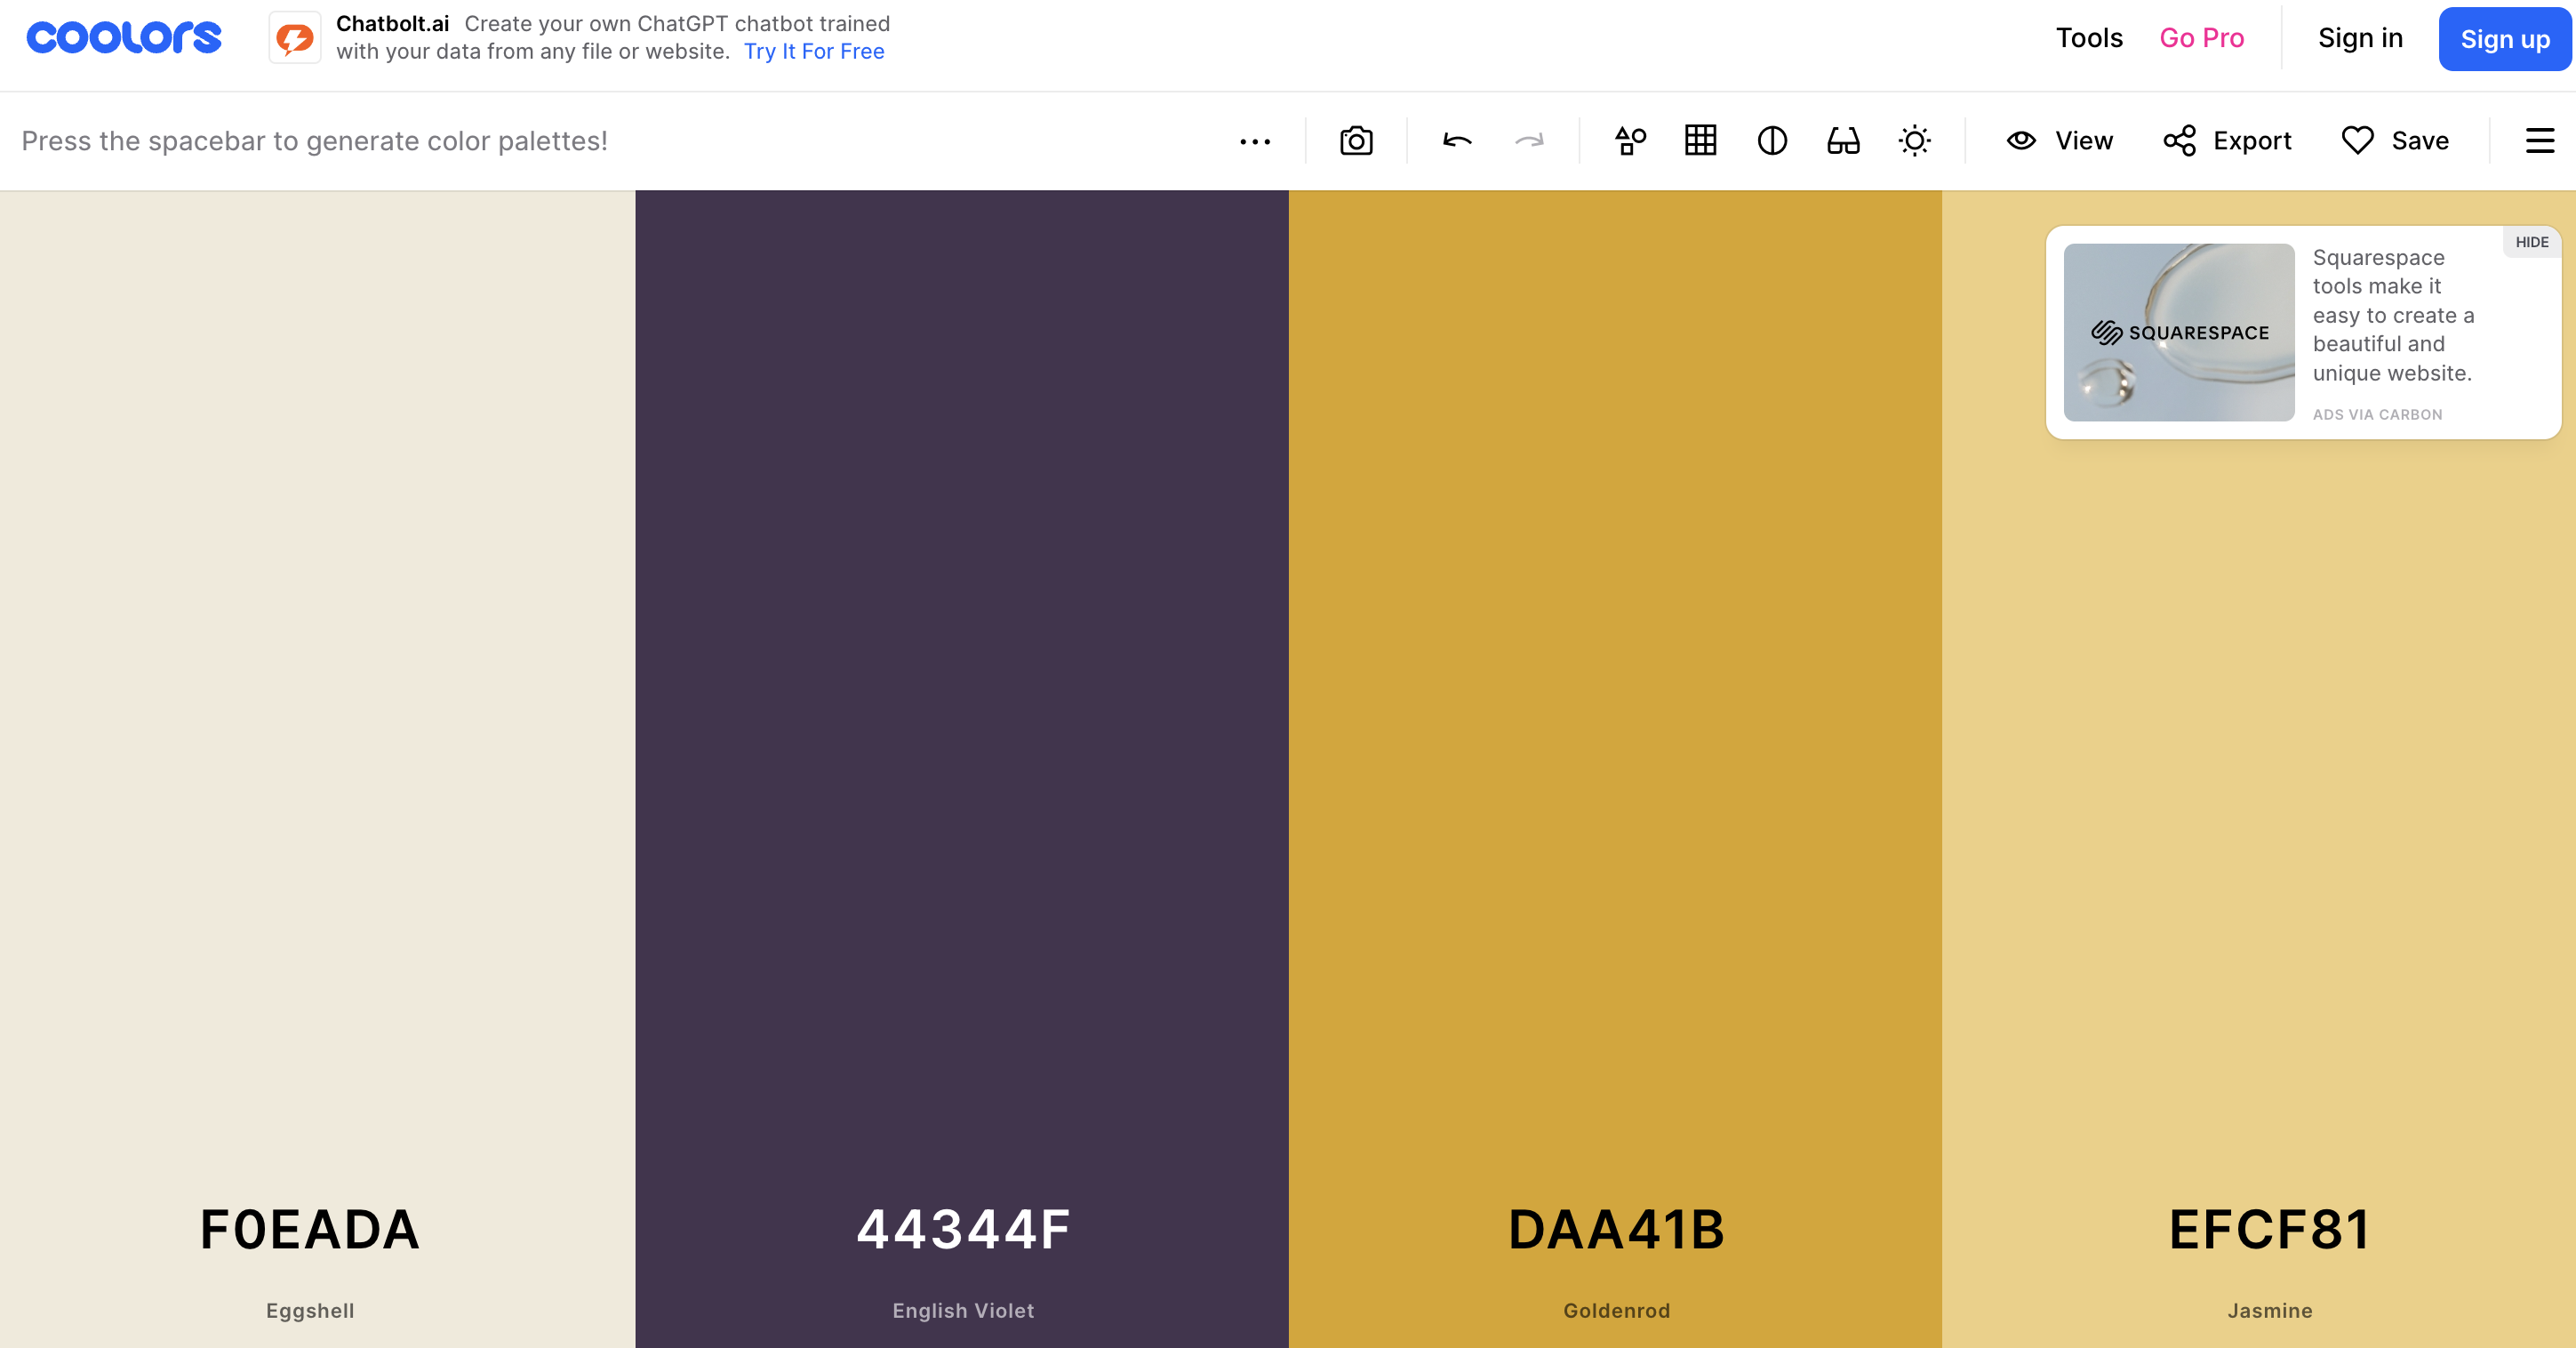 coolors
Chatbolt.ai Create your own ChatGPT chatbot trained
with your data from any file or website. Try It For Free
Tools Go Pro Sign in Sign up
Press the spacebar to generate color palettes!
View Export Save
HIDE
Squarespace
tools make it
easy to create a
beautiful and
unique website.
SQUARESPACE
ADS VIA CARBON
F0EADA 44344F DAA41B EFCF81
Eggshell English Violet Goldenrod Jasmine